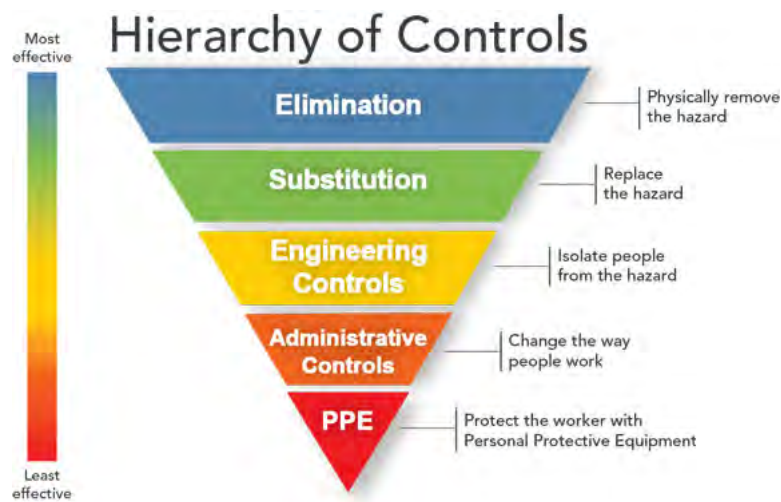 Hierarchy of Controls
Most
effective
Elimination
Physically remove
the hazard
Substitution
Replace
the hazard
Engineering
Controls
Isolate people
from the hazard
Administrative
Controls
Change the way
people work
PPE
Protect the worker with
Personal Protective Equipment
Least
effective